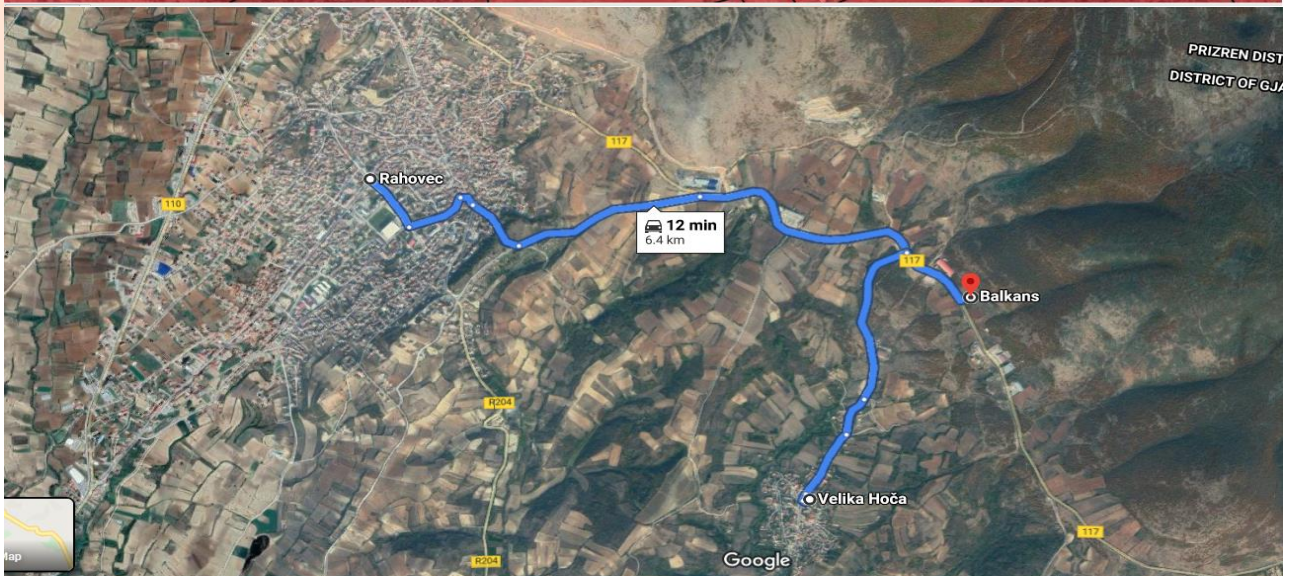 PRIZREN DIST
DISTRICT OF GJA
117
Rahovec
110
12 min
6.4 km
117
Balkans
R204
Velika Hoča
117
Map
Google
R204